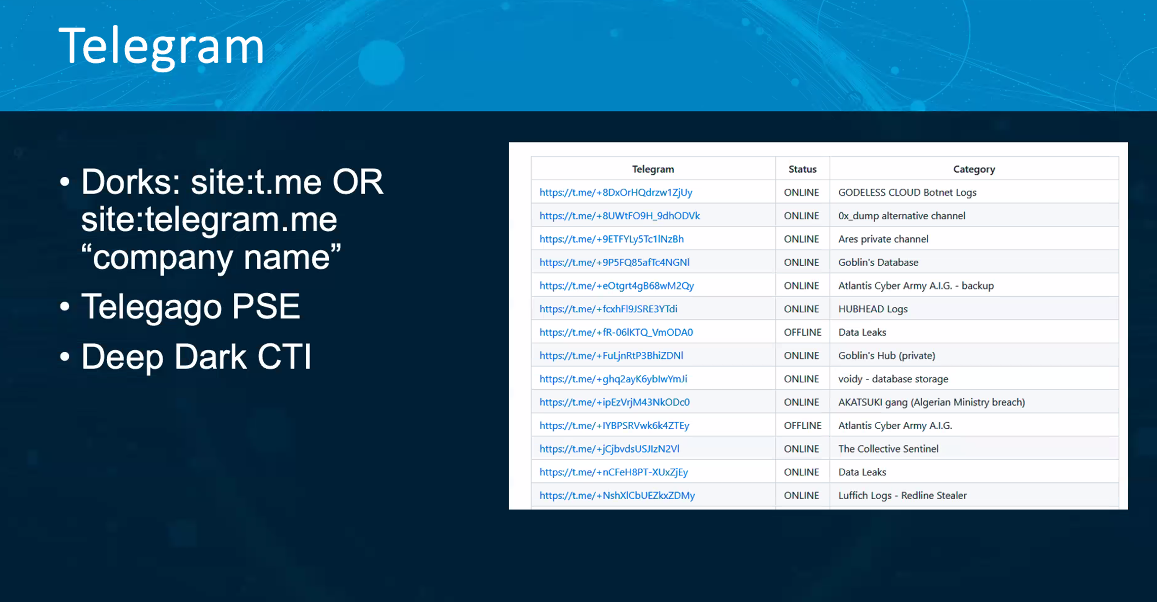 Telegram
• Dorks: site:t.me OR
site:telegram.me
“company name”
• Telegago PSE
• Deep Dark CTI
Telegram Status Category
https://t.me/+8DxOrHQdrzw1ZjUy ONLINE GODELESS CLOUD Botnet Logs
https://t.me/+8UWtFO9H_9dhODVk ONLINE 0x_dump alternative channel
https://t.me/+9ETFYLy5Tc1lNzBh ONLINE Ares private channel
https://t.me/+9P5FQ85afTc4NGNl ONLINE Goblin's Database
https://t.me/+eOtgrt4gB68wM2Qy ONLINE Atlantis Cyber Army A.I.G. - backup
https://t.me/+fcxhFl9JSRE3YTdi ONLINE HUBHEAD Logs
https://t.me/+fR-06lKTQ_VmODA0 OFFLINE Data Leaks
https://t.me/+FuLjnRtP3BhiZDNl ONLINE Goblin's Hub (private)
https://t.me/+ghq2ayK6yblwYmJi ONLINE voidy - database storage
https://t.me/+ipEzVrjM43NkODc0 ONLINE AKATSUKI gang (Algerian Ministry breach)
https://t.me/+IYBPSRVwk6k4ZTEy OFFLINE Atlantis Cyber Army A.I.G.
https://t.me/+jCjbvdsUSJIzN2Vl ONLINE The Collective Sentinel
https://t.me/+nCFeH8PT-XUxZjEy ONLINE Data Leaks
https://t.me/+NshXlCbUEZkxZDMy ONLINE Luffich Logs - Redline Stealer